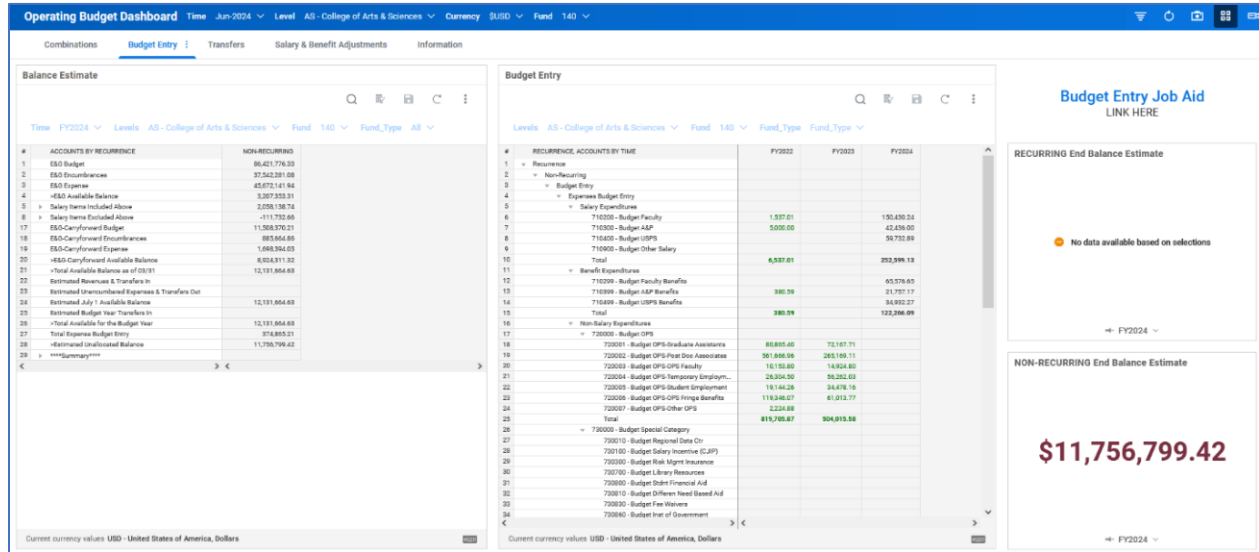 Operating Budget Dashboard Time Jun-2024 Level AS - College of Arts & Sciences Currency $USD Fund 140
Combinations Budget Entry Transfers Salary & Benefit Adjustments Information
Balance Estimate
Time FY2024 Levels AS - College of Arts & Sciences Fund 140 Fund_Type All
# ACCOUNTS BY RECURRENCE NON-RECURRING
1 E&G Budget 86,421,776.33
2 E&G Encumbrances 37,542,281.08
3 E&G Expense 45,672,141.94
4 >E&G Available Balance 3,207,353.31
5 Salary Items Included Above 2,058,138.74
8 Salary Items Excluded Above -111,732.66
17 E&G-Carryforward Budget 11,508,370.21
18 E&G-Carryforward Encumbrances 885,664.86
19 E&G-Carryforward Expense 1,698,394.03
20 >E&G-Carryforward Available Balance 8,924,311.32
21 >Total Available Balance as of 03/31 12,131,664.63
22 Estimated Revenues & Transfers In
23 Estimated Unencumbered Expenses & Transfers Out
24 Estimated July 1 Available Balance 12,131,664.63
25 Estimated Budget Year Transfers In
26 >Total Available for the Budget Year 12,131,664.63
27 Total Expense Budget Entry 374,865.21
28 >Estimated Unallocated Balance 11,756,799.42
29 ****Summary****
Current currency values USD - United States of America, Dollars
Budget Entry
Levels AS - College of Arts & Sciences Fund 140 Fund_Type Fund_Type
# RECURRENCE, ACCOUNTS BY TIME FY2022 FY2023 FY2024
1 Recurrence
2 Non-Recurring
3 Budget Entry
4 Expenses Budget Entry
5 Salary Expenditures
6 710200 - Budget Faculty 1,537.01 150,430.24
7 710300 - Budget A&P 5,000.00 42,436.00
8 710400 - Budget USPS 59,732.89
9 710900 - Budget Other Salary
10 Total 6,537.01 252,599.13
11 Benefit Expenditures
12 710299 - Budget Faculty Benefits 65,576.65
13 710399 - Budget A&P Benefits 380.59 21,757.17
14 710499 - Budget USPS Benefits 34,932.27
15 Total 380.59 122,266.09
16 Non-Salary Expenditures
17 720000 - Budget OPS
18 720001 - Budget OPS-Graduate Assistants 80,865.40 72,167.71
19 720002 - Budget OPS-Post Doc Associates 561,666.96 265,169.11
20 720003 - Budget OPS-OPS Faculty 10,153.80 14,924.80
21 720004 - Budget OPS-Temporary Employm... 26,304.50 56,262.03
22 720005 - Budget OPS-Student Employment 19,144.26 34,478.16
23 720006 - Budget OPS-OPS Fringe Benefits 119,346.07 61,013.77
24 720007 - Budget OPS-Other OPS 2,224.88
25 Total 819,705.87 504,015.58
26 730000 - Budget Special Category
27 730010 - Budget Regional Data Ctr
28 730100 - Budget Salary Incentive (CJIP)
29 730300 - Budget Risk Mgmt Insurance
30 730700 - Budget Library Resources
31 730800 - Budget Stdnt Financial Aid
32 730810 - Budget Differen Need Based Aid
33 730830 - Budget Fee Waivers
34 730860 - Budget Inst of Government
Current currency values USD - United States of America, Dollars
Budget Entry Job Aid
LINK HERE
RECURRING End Balance Estimate
No data available based on selections
FY2024
NON-RECURRING End Balance Estimate
$11,756,799.42
FY2024